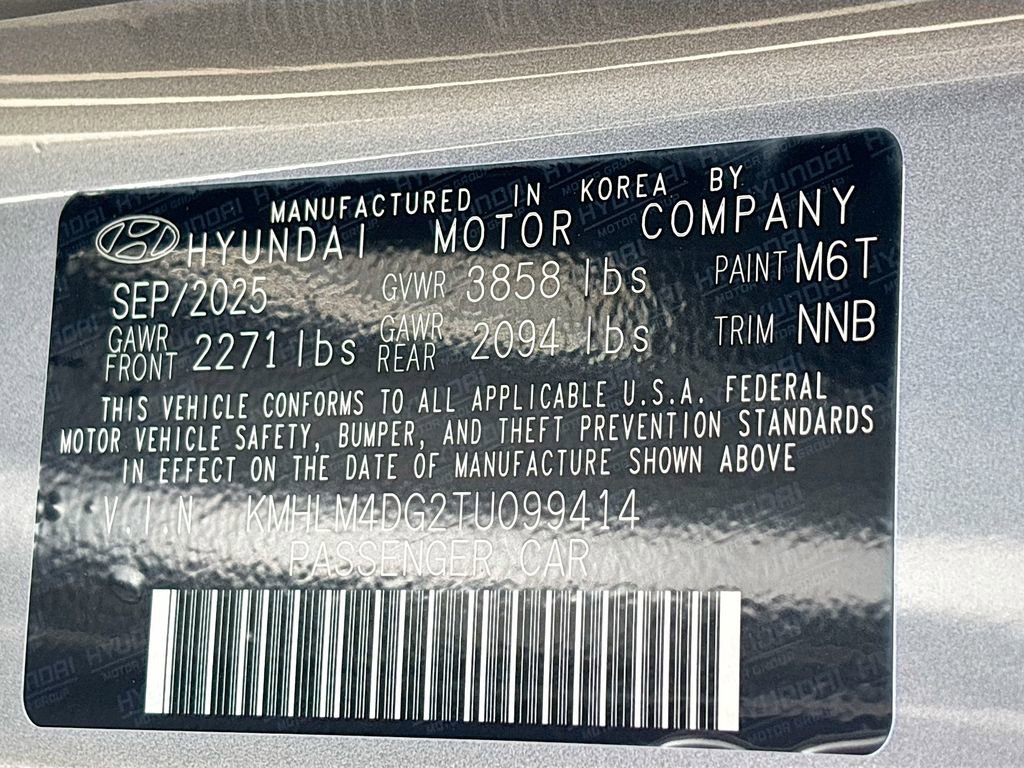 MANUFACTURED IN KOREA BY
HYUNDAI MOTOR COMPANY
SEP/2025 GVWR 3858 lbs PAINT M6T
GAWR FRONT 2271 lbs GAWR REAR 2094 lbs TRIM NNB
THIS VEHICLE CONFORMS TO ALL APPLICABLE U.S.A. FEDERAL
MOTOR VEHICLE SAFETY, BUMPER, AND THEFT PREVENTION STANDARDS
IN EFFECT ON THE DATE OF MANUFACTURE SHOWN ABOVE
V.I.N KMHLM4DG2TU099414
PASSENGER CAR